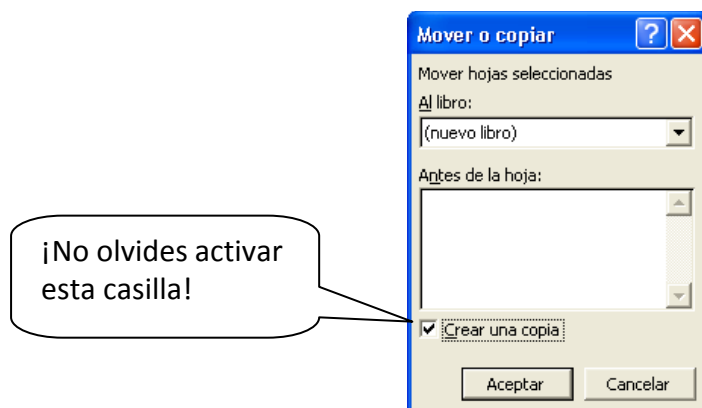 Mover o copiar
Mover hojas seleccionadas
Al libro:
(nuevo libro)
Antes de la hoja:
¡No olvides activar
esta casilla!
Crear una copia
Aceptar
Cancelar